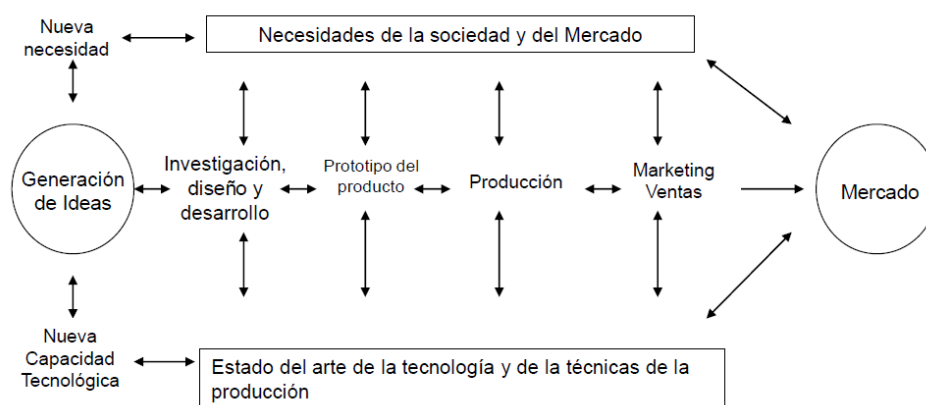 Nueva
necesidad
Necesidades de la sociedad y del Mercado
Generación
de Ideas
Investigación,
diseño y
desarrollo
Prototipo del
producto
Producción
Marketing
Ventas
Mercado
Nueva
Capacidad
Tecnológica
Estado del arte de la tecnología y de la técnicas de la
producción